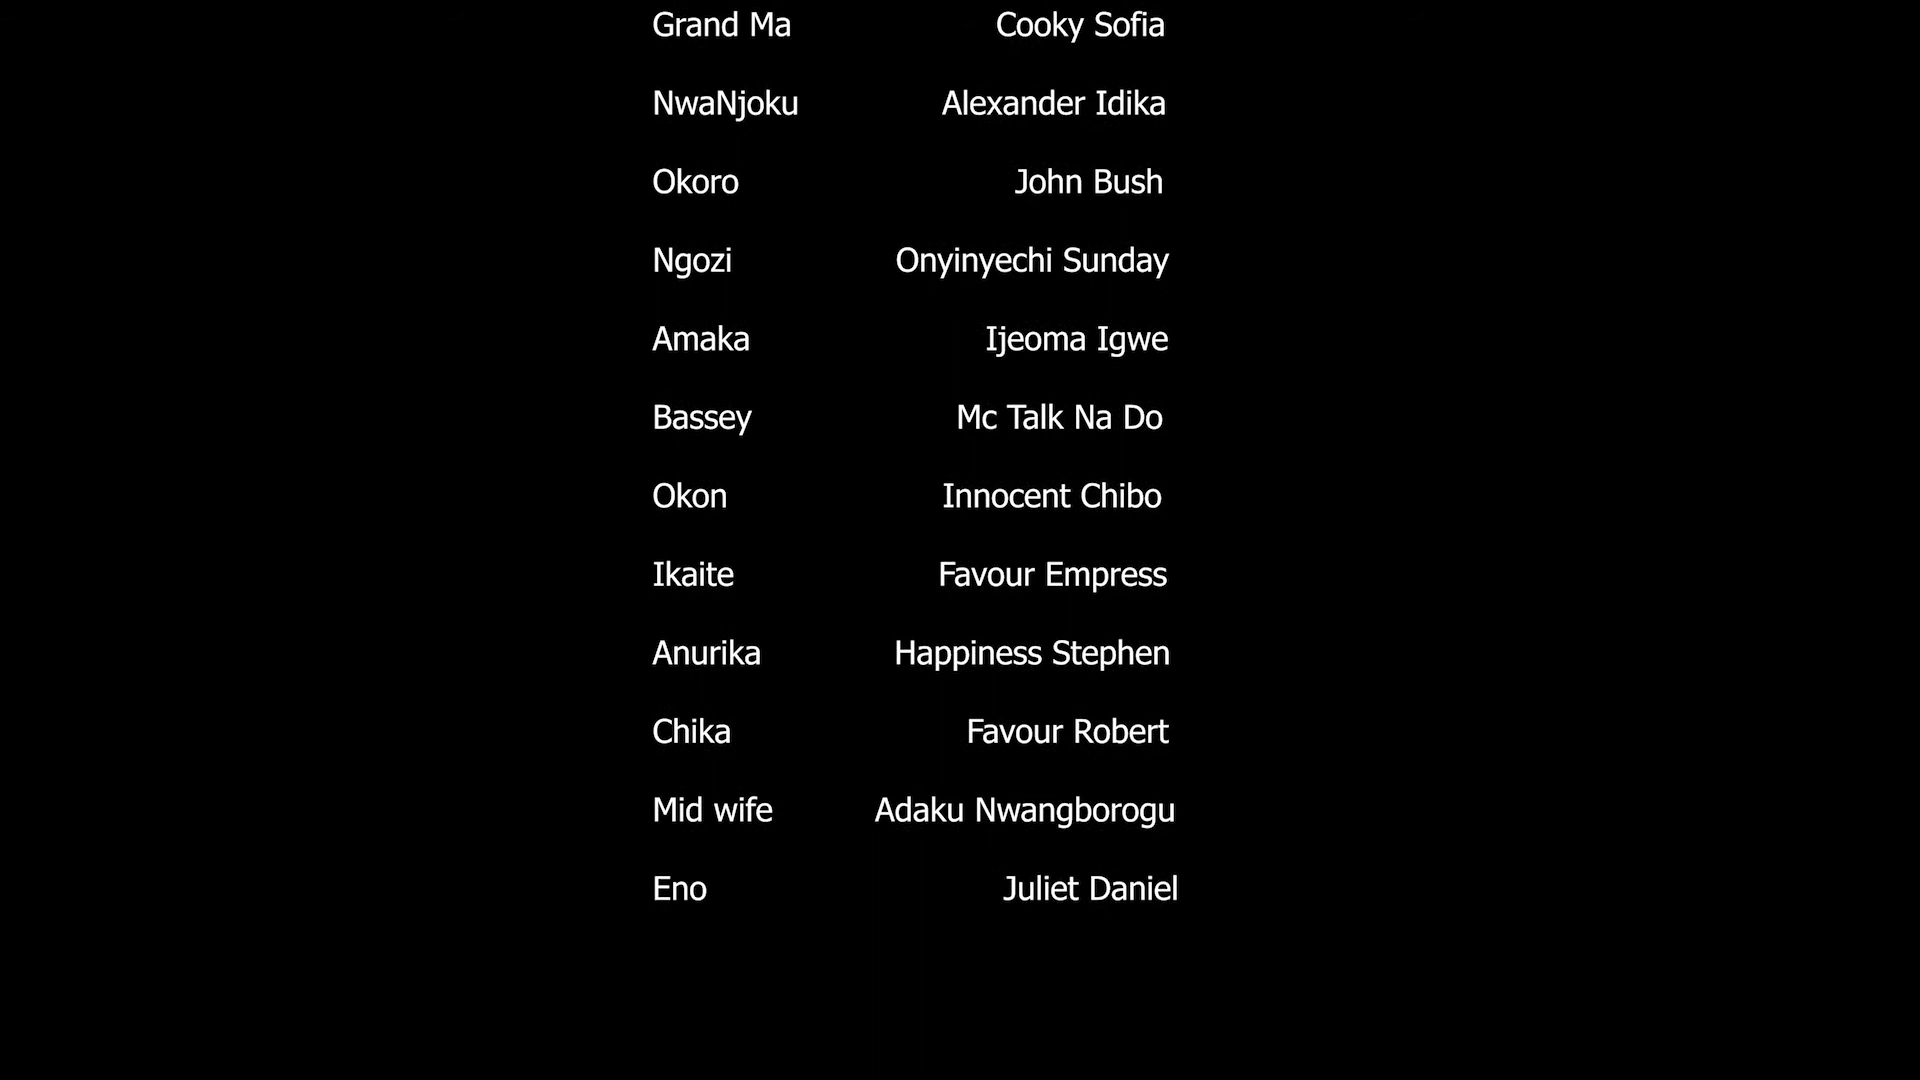 Grand Ma Cooky Sofia
NwaNjoku Alexander Idika
Okoro John Bush
Ngozi Onyinyechi Sunday
Amaka Ijeoma Igwe
Bassey Mc Talk Na Do
Okon Innocent Chibo
Ikaite Favour Empress
Anurika Happiness Stephen
Chika Favour Robert
Mid wife Adaku Nwangborogu
Eno Juliet Daniel